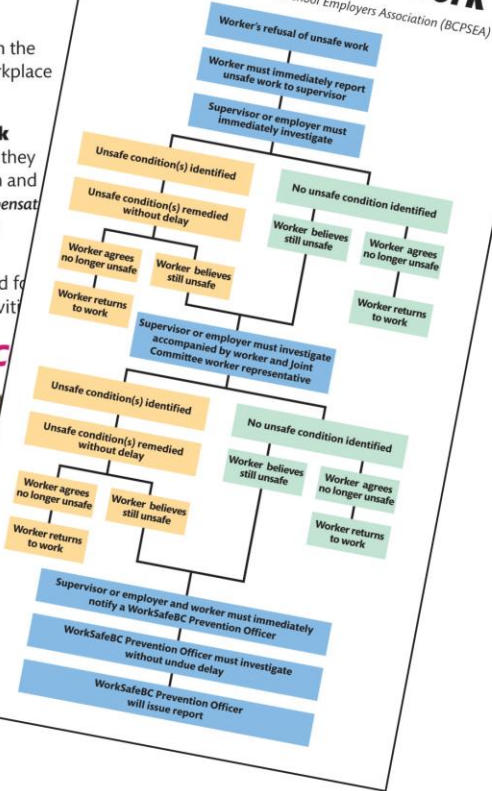 n the
rkplace
k
they
n and
d fo
Employers Association (BCPSEA)
Worker's refusal of unsafe work
Worker must immediately report
unsafe work to supervisor
Supervisor or employer must
immediately investigate
Unsafe condition(s) identified
Unsafe condition(s) remedied
without delay
Worker agrees
no longer unsafe
Worker believes
still unsafe
Worker returns
to work
No unsafe condition identified
Worker believes
still unsafe
Worker agrees
no longer unsafe
Worker returns
to work
Supervisor or employer must investigate
accompanied by worker and Joint
Committee worker representative
Unsafe condition(s) identified
Unsafe condition(s) remedied
without delay
Worker agrees
no longer unsafe
Worker believes
still unsafe
Worker returns
to work
No unsafe condition identified
Worker believes
still unsafe
Worker agrees
no longer unsafe
Worker returns
to work
Supervisor or employer and worker must immediately
notify a WorkSafeBC Prevention Officer
WorkSafeBC Prevention Officer must investigate
without undue delay
WorkSafeBC Prevention Officer
will issue report